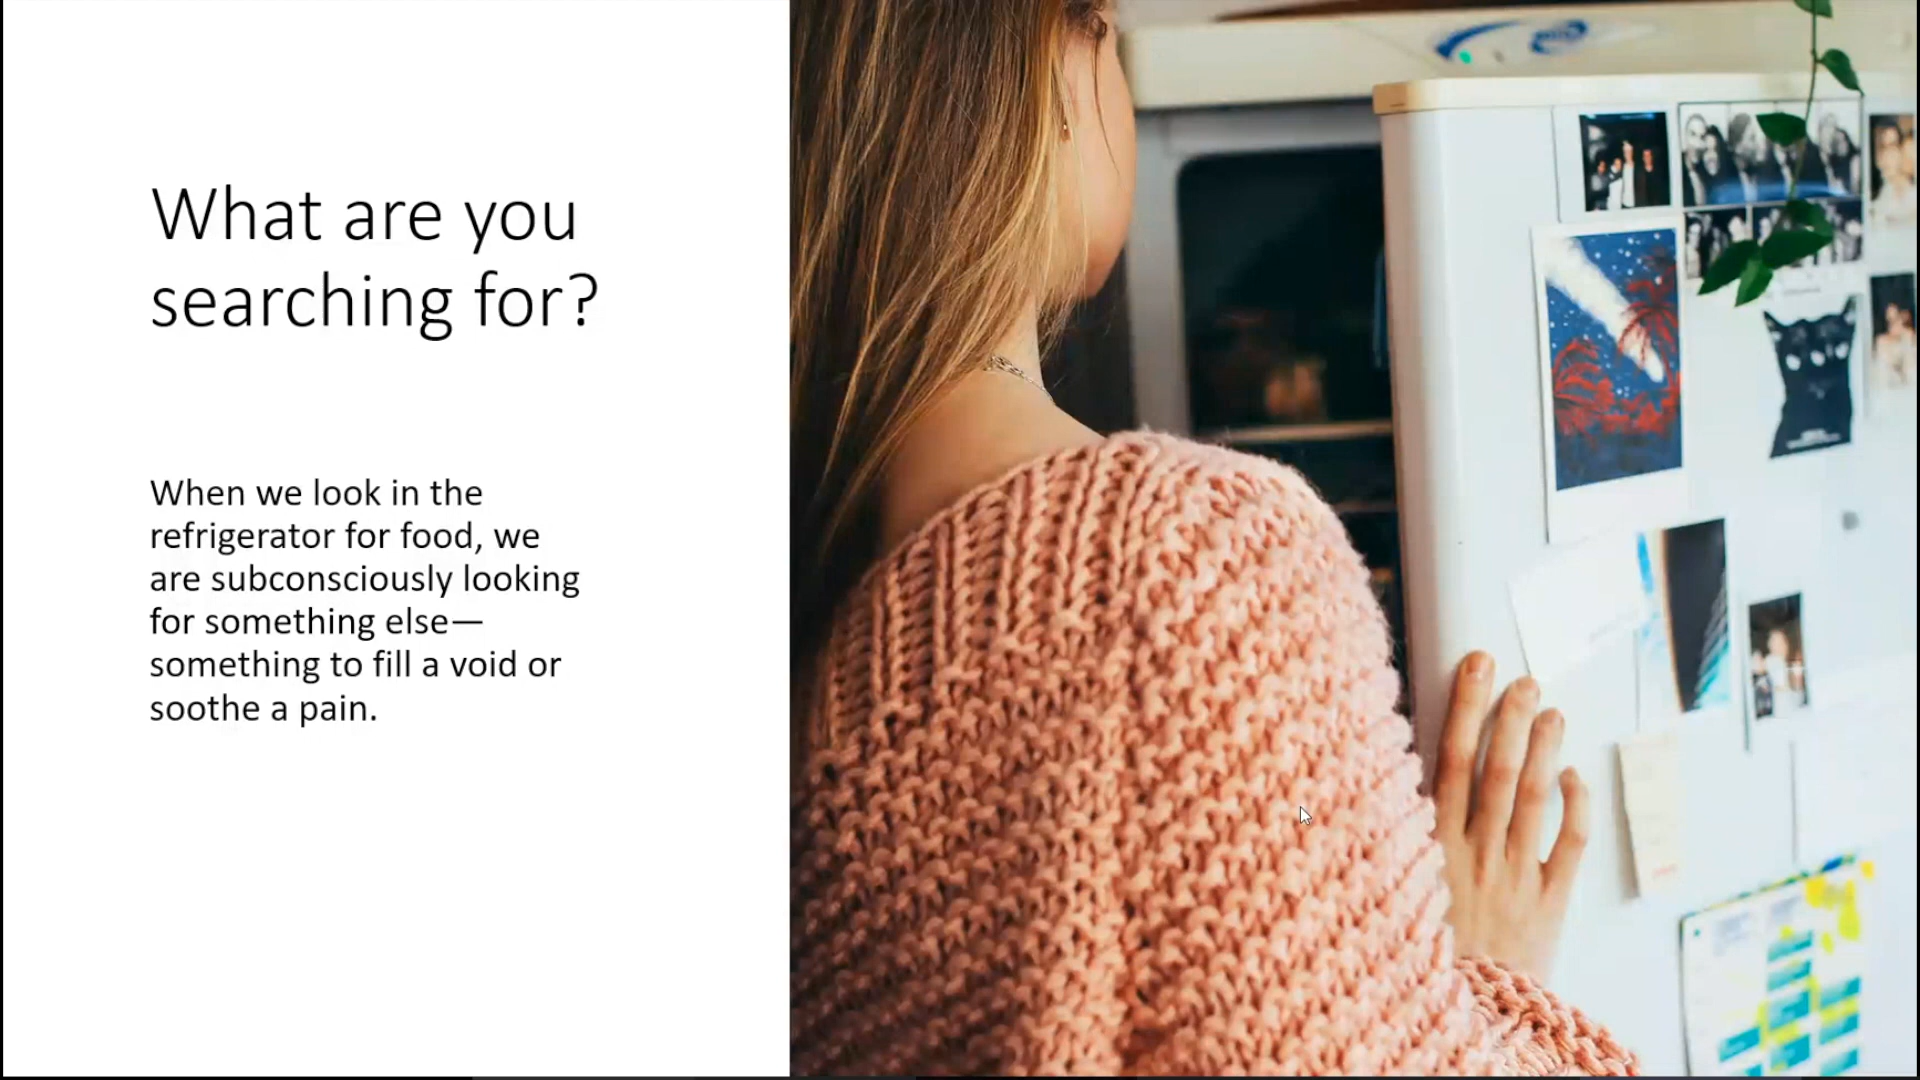 What are you
searching for?
When we look in the
refrigerator for food, we
are subconsciously looking
for something else—
something to fill a void or
soothe a pain.